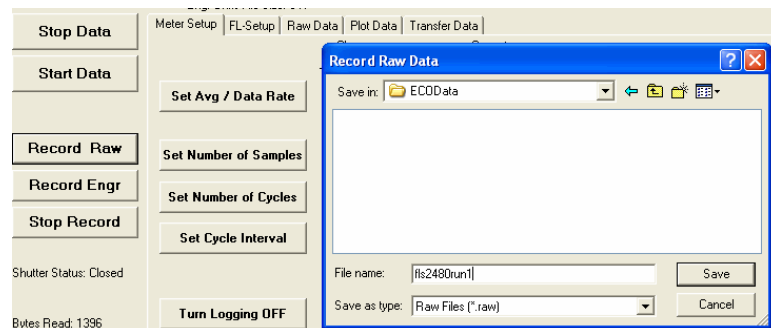 Stop Data
Start Data
Record Raw
Record Engr
Stop Record
Shutter Status: Closed
Bytes Read: 1396
Meter Setup FL-Setup Raw Data Plot Data Transfer Data
Set Avg / Data Rate
Set Number of Samples
Set Number of Cycles
Set Cycle Interval
Turn Logging OFF
Record Raw Data
Save in: ECOData
File name: fls2480run1
Save
Save as type: Raw Files (*.raw)
Cancel